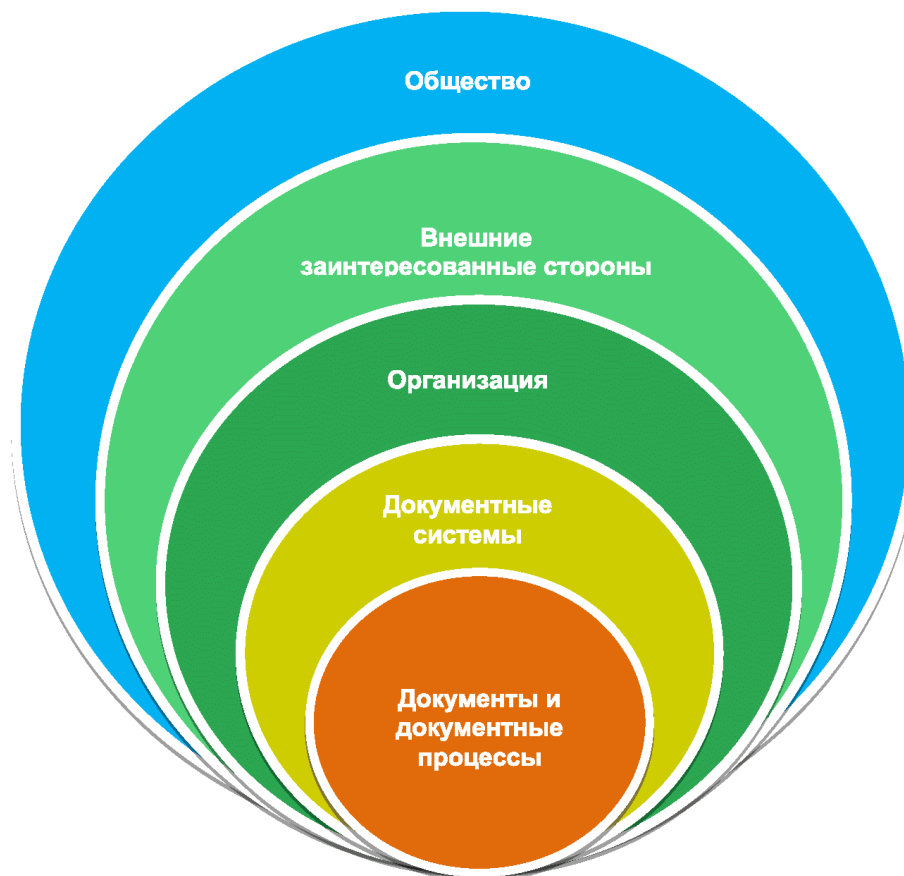 Общество
Внешние
заинтересованные стороны
Организация
Документные
системы
Документы и
документные
процессы